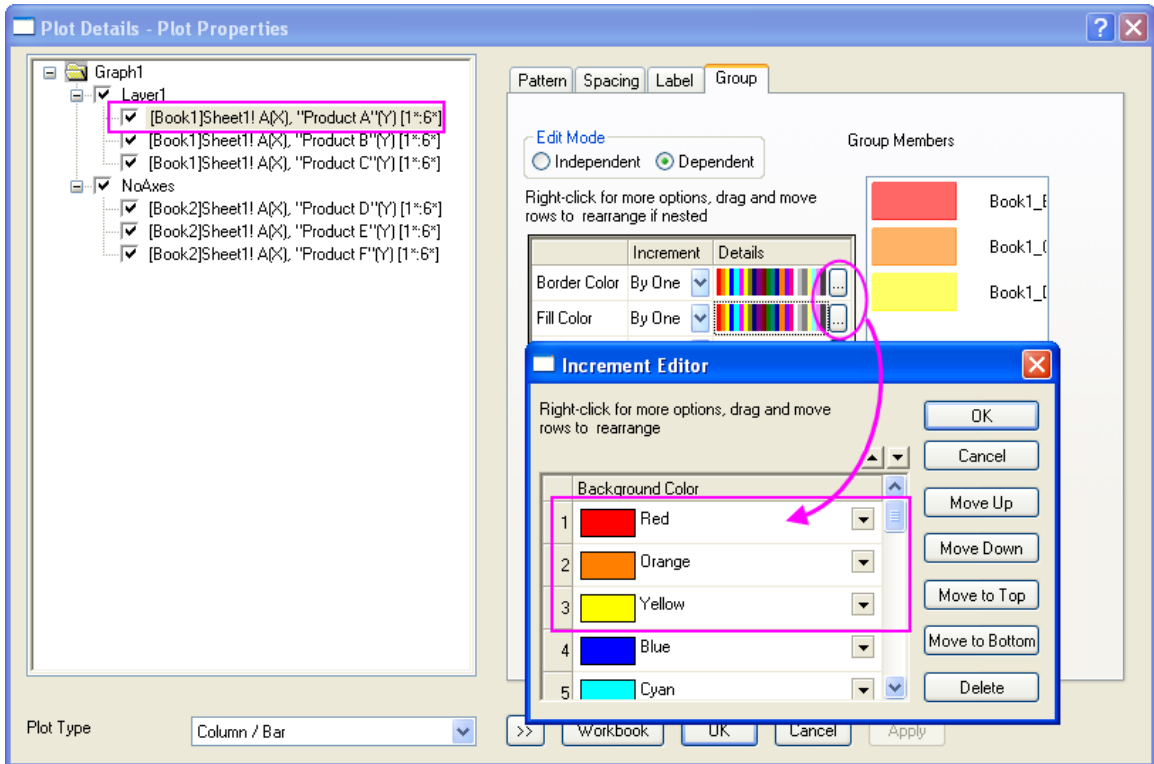 Plot Details - Plot Properties
Graph1
Layer1
[Book1]Sheet1! A(X), "Product A"(Y) [1*:6*]
[Book1]Sheet1! A(X), "Product B"(Y) [1*:6*]
[Book1]Sheet1! A(X), "Product C"(Y) [1*:6*]
NoAxes
[Book2]Sheet1! A(X), "Product D"(Y) [1*:6*]
[Book2]Sheet1! A(X), "Product E"(Y) [1*:6*]
[Book2]Sheet1! A(X), "Product F"(Y) [1*:6*]
Pattern Spacing Label Group
Edit Mode
Independent Dependent
Group Members
Right-click for more options, drag and move
rows to rearrange if nested
Increment Details
Border Color By One ...
Fill Color By One ...
Book1_
Book1_
Book1_
Increment Editor
Right-click for more options, drag and move
rows to rearrange
Background Color
1 Red
2 Orange
3 Yellow
4 Blue
5 Cyan
OK
Cancel
Move Up
Move Down
Move to Top
Move to Bottom
Delete
Plot Type Column / Bar >> Workbook OK Cancel Apply